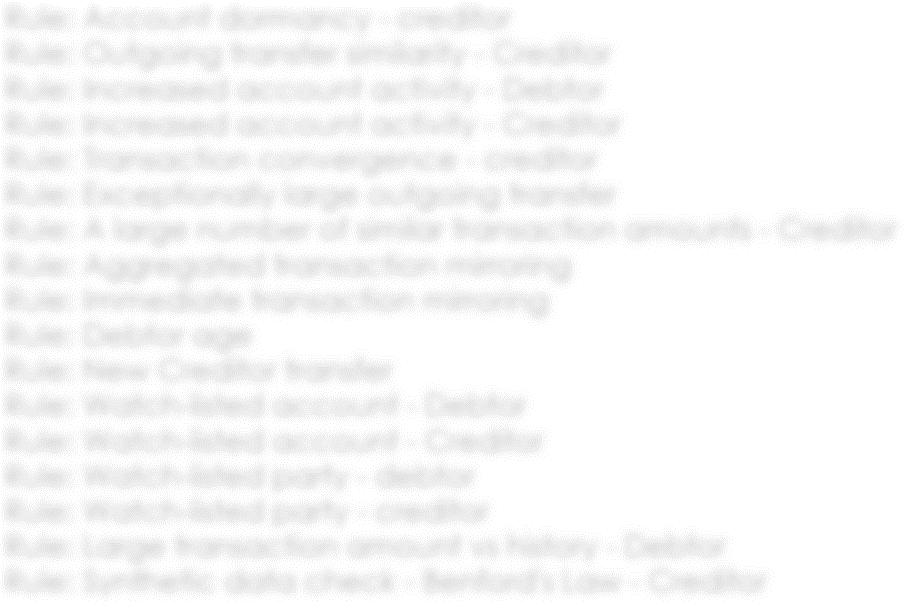 Rule: Account dormancy - creditor
Rule: Outgoing transfer similarity - Creditor
Rule: Increased account activity - Debtor
Rule: Increased account activity - Creditor
Rule: Transaction convergence - creditor
Rule: Exceptionally large outgoing transfer
Rule: A large number of similar transaction amounts - Creditor
Rule: Aggregated transaction mirroring
Rule: Immediate transaction mirroring
Rule: Debtor age
Rule: New Creditor transfer
Rule: Watch-listed account - Debtor
Rule: Watch-listed account - Creditor
Rule: Watch-listed party - debtor
Rule: Watch-listed party - creditor
Rule: Large transaction amount vs history - Debtor
Rule: Synthetic data check - Benford's Law - Creditor